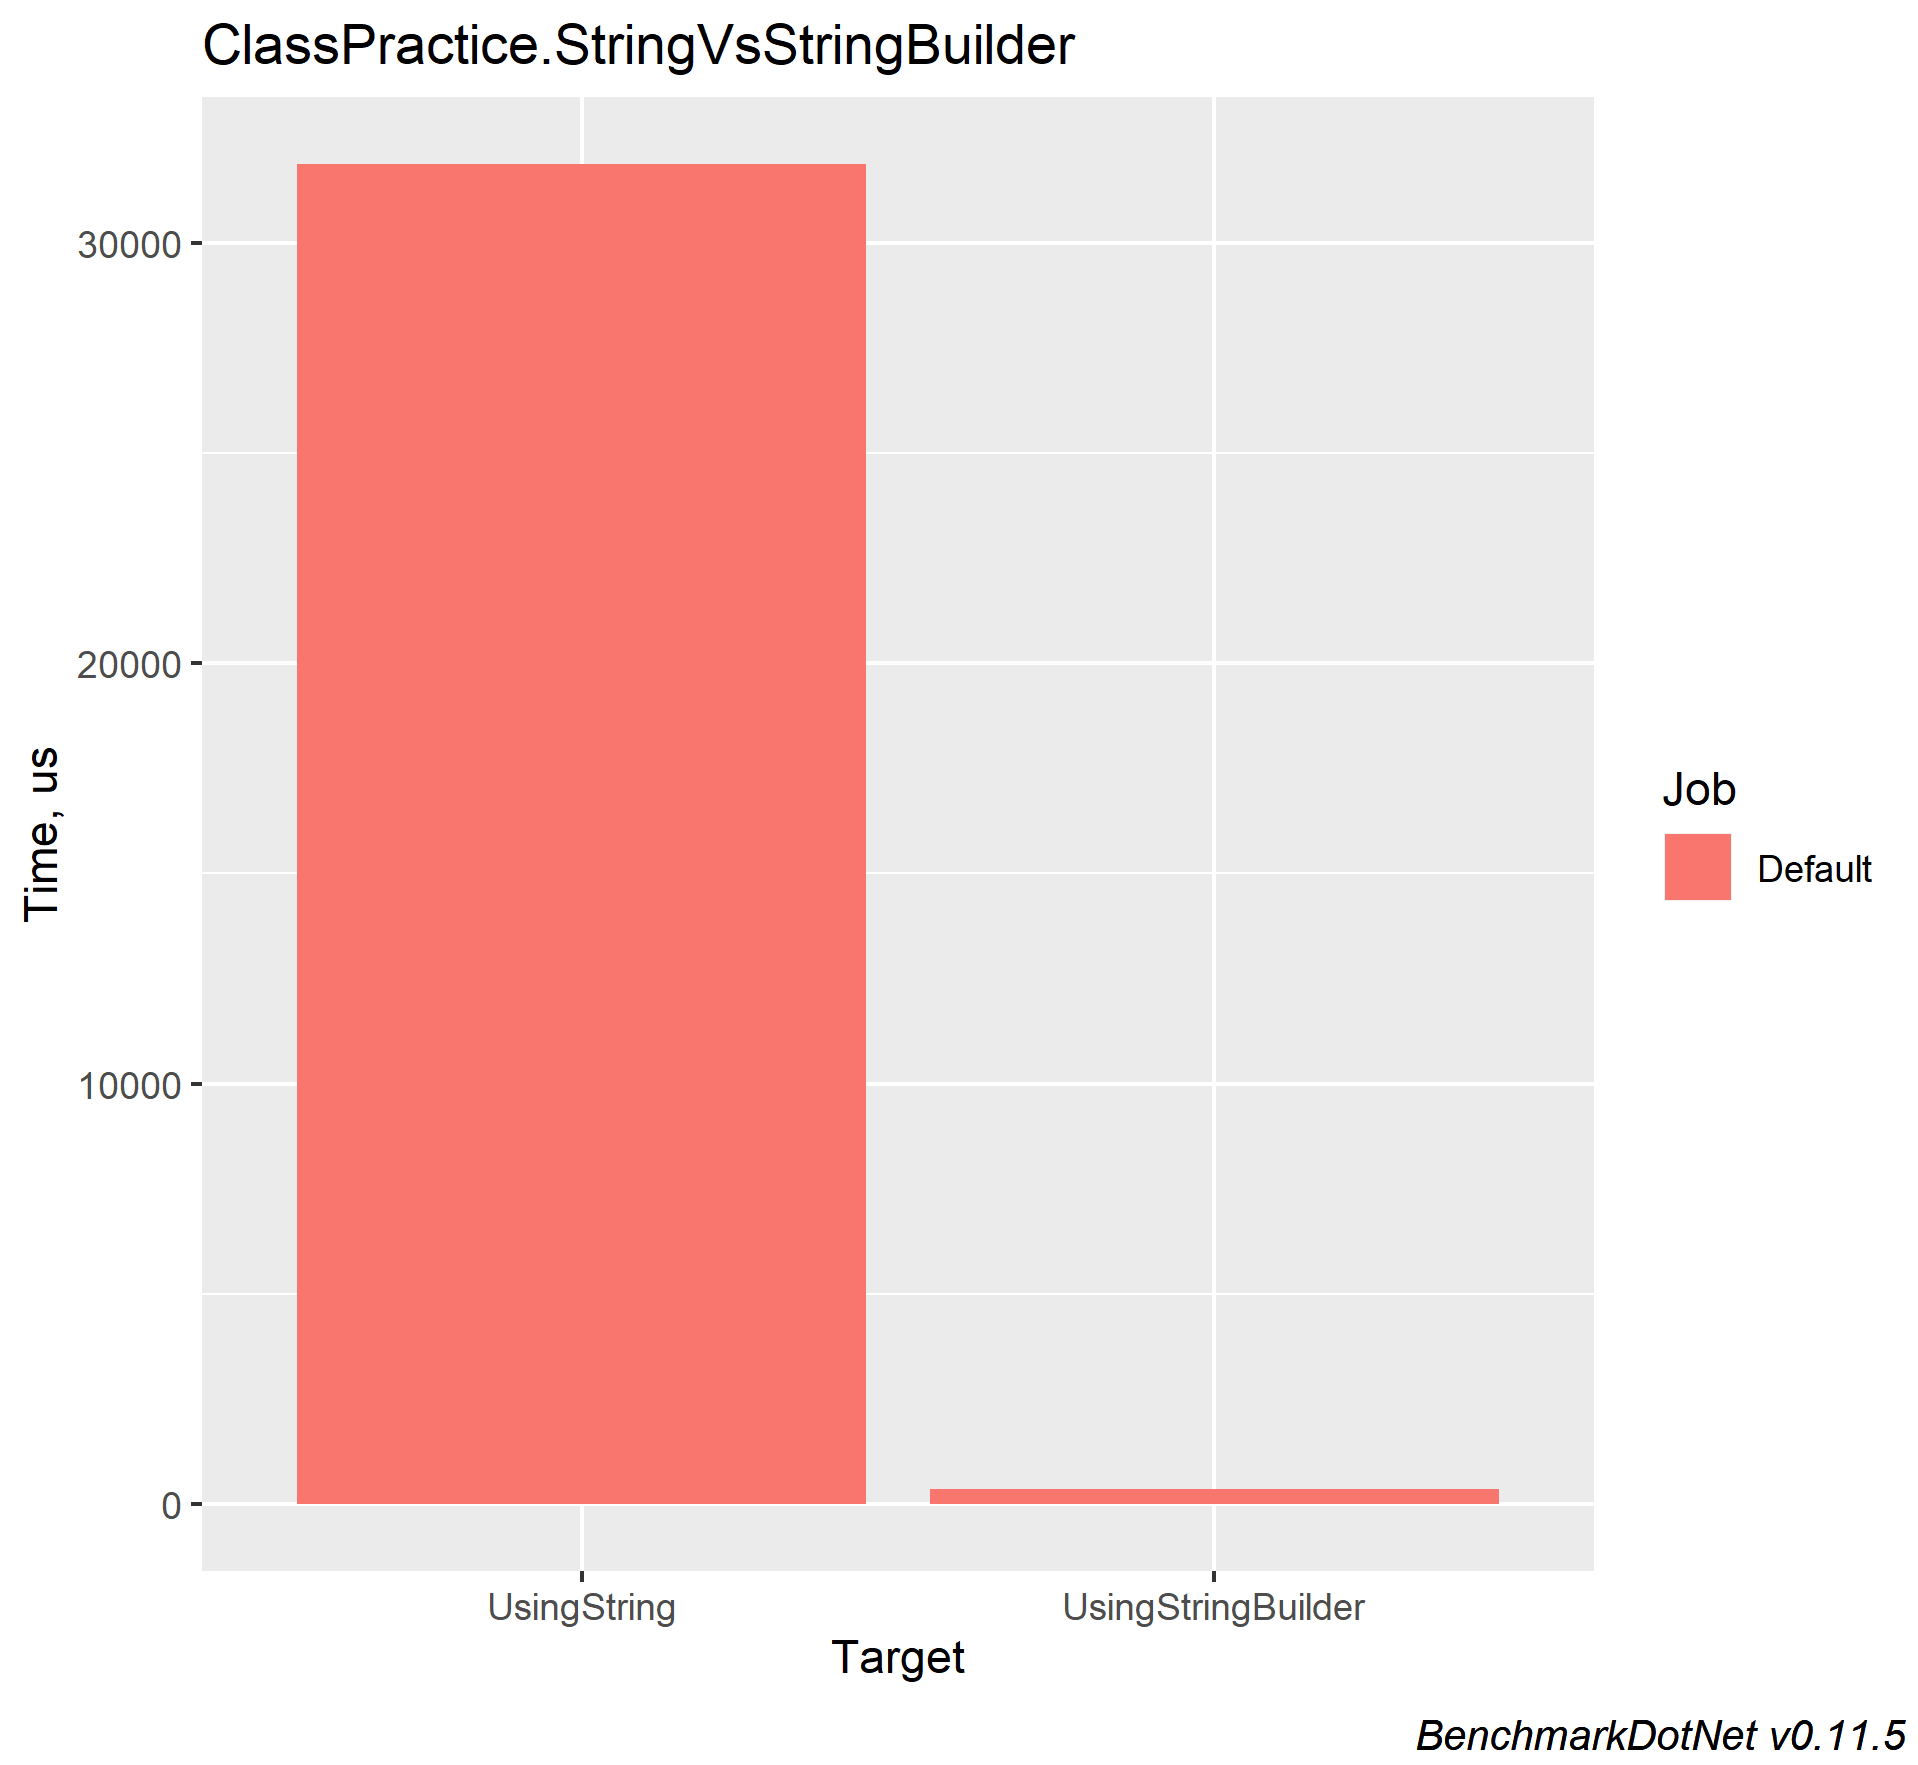 ClassPractice.StringVsStringBuilder
30000
20000
10000
0
Time, us
UsingString
UsingStringBuilder
Target
Job
Default
BenchmarkDotNet v0.11.5